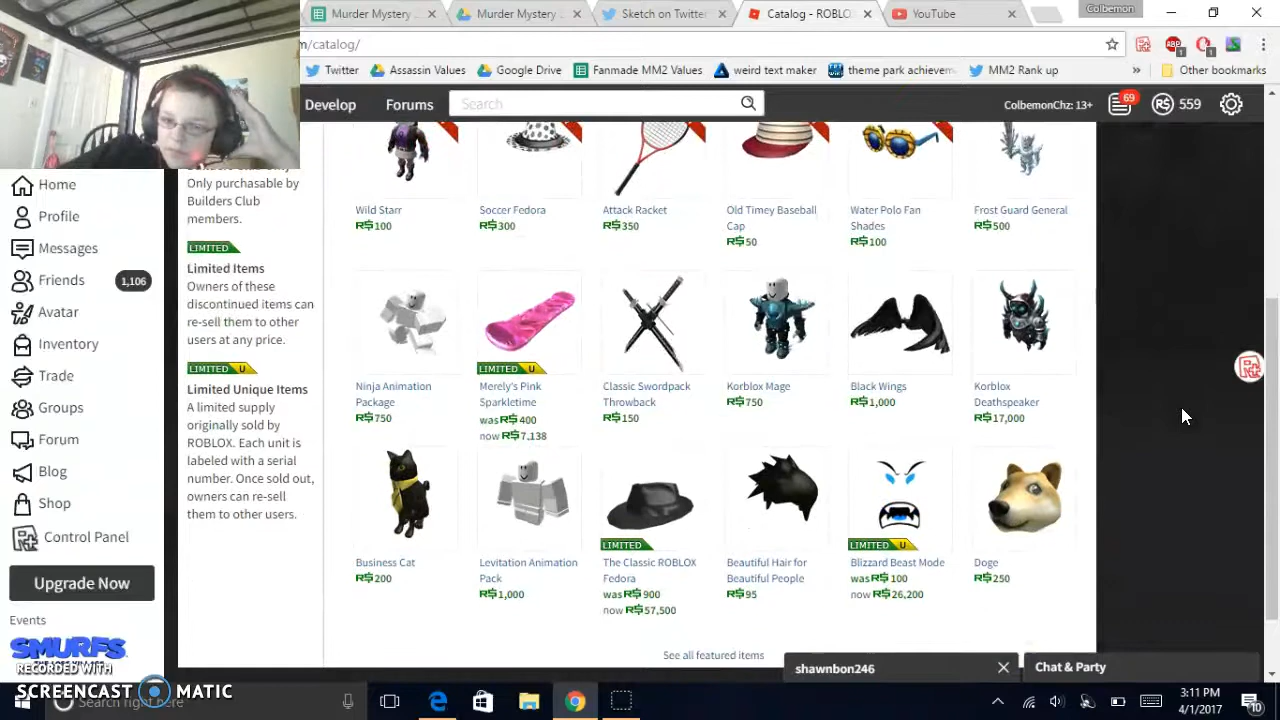 Murder Mystery
Murder Mystery
Sketch on Twitter
Catalog - ROBLO
YouTube
Colbemon
m/catalog/
Twitter
Assassin Values
Google Drive
Fanmade MM2 Values
weird text maker
theme park achievem
MM2 Rank up
»
Other bookmarks
Develop
Forums
Search
ColbemonChz: 13+
69
R$ 559
Home
Profile
Messages
Friends
1,106
Avatar
Inventory
Trade
Groups
Forum
Blog
Shop
Control Panel
Upgrade Now
Events
SMURFS
Only purchasable by
Builders Club
members.
LIMITED
Limited Items
Owners of these
discontinued items can
re-sell them to other
users at any price.
LIMITED U
Limited Unique Items
A limited supply
originally sold by
ROBLOX. Each unit is
labeled with a serial
number. Once sold out,
owners can re-sell
them to other users.
Wild Starr
R$100
Soccer Fedora
R$300
Attack Racket
R$350
Old Timey Baseball
Cap
R$50
Water Polo Fan
Shades
R$100
Frost Guard General
R$500
Ninja Animation
Package
R$750
LIMITED U
Merely's Pink
Sparkletime
was R$400
now R$7,138
Classic Swordpack
Throwback
R$150
Korblox Mage
R$750
Black Wings
R$1,000
Korblox
Deathspeaker
R$17,000
Business Cat
R$200
Levitation Animation
Pack
R$1,000
LIMITED
The Classic ROBLOX
Fedora
was R$900
now R$57,500
Beautiful Hair for
Beautiful People
R$95
LIMITED U
Blizzard Beast Mode
was R$100
now R$26,200
Doge
R$250
See all featured items
shawnbon246
Chat & Party
RECORDED WITH
SCREENCAST MATIC
Search right here
3:11 PM
4/1/2017
10